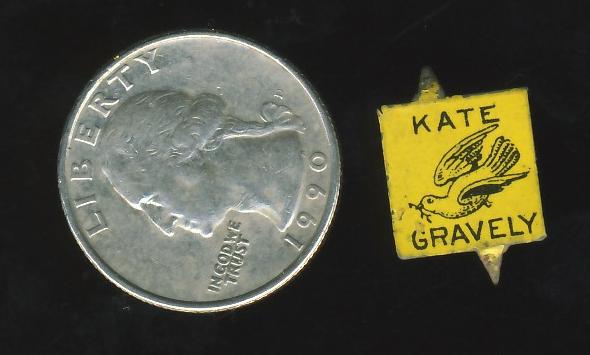 LIBERTY
IN GOD WE
TRUST
1990
KATE
GRAVELY